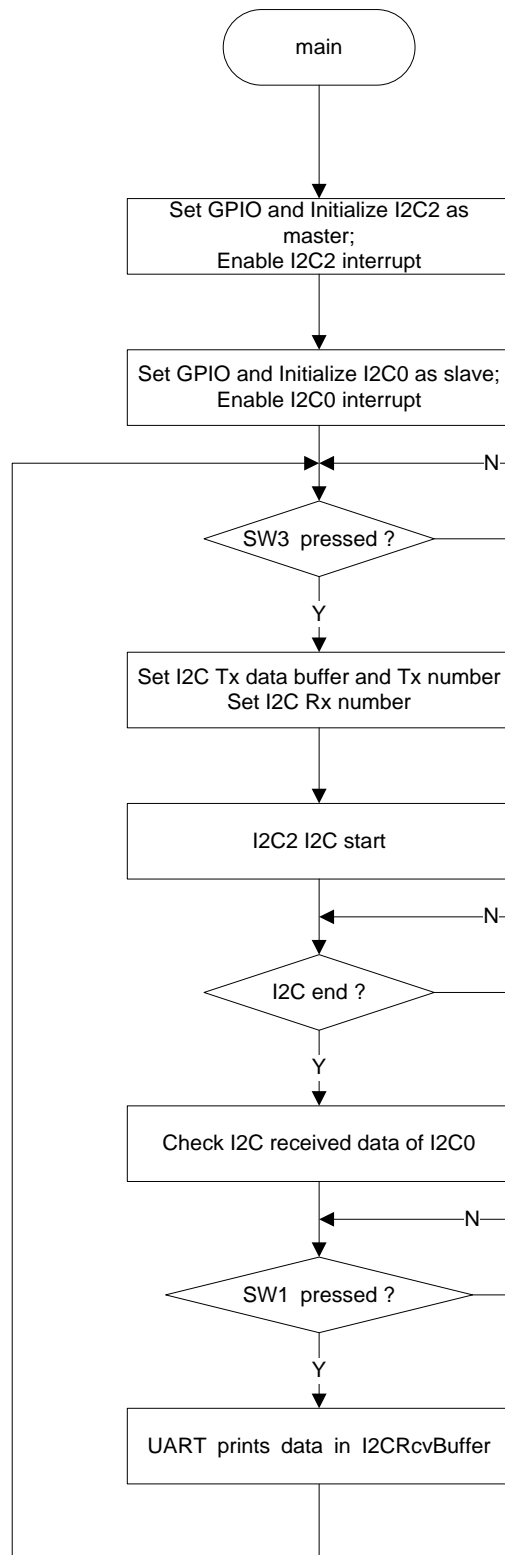 main
Set GPIO and Initialize I2C2 as
master;
Enable I2C2 interrupt
Set GPIO and Initialize I2C0 as slave;
Enable I2C0 interrupt
N
SW3 pressed ?
Y
Set I2C Tx data buffer and Tx number
Set I2C Rx number
I2C2 I2C start
N
I2C end ?
Y
Check I2C received data of I2C0
N
SW1 pressed ?
Y
UART prints data in I2CRcvBuffer